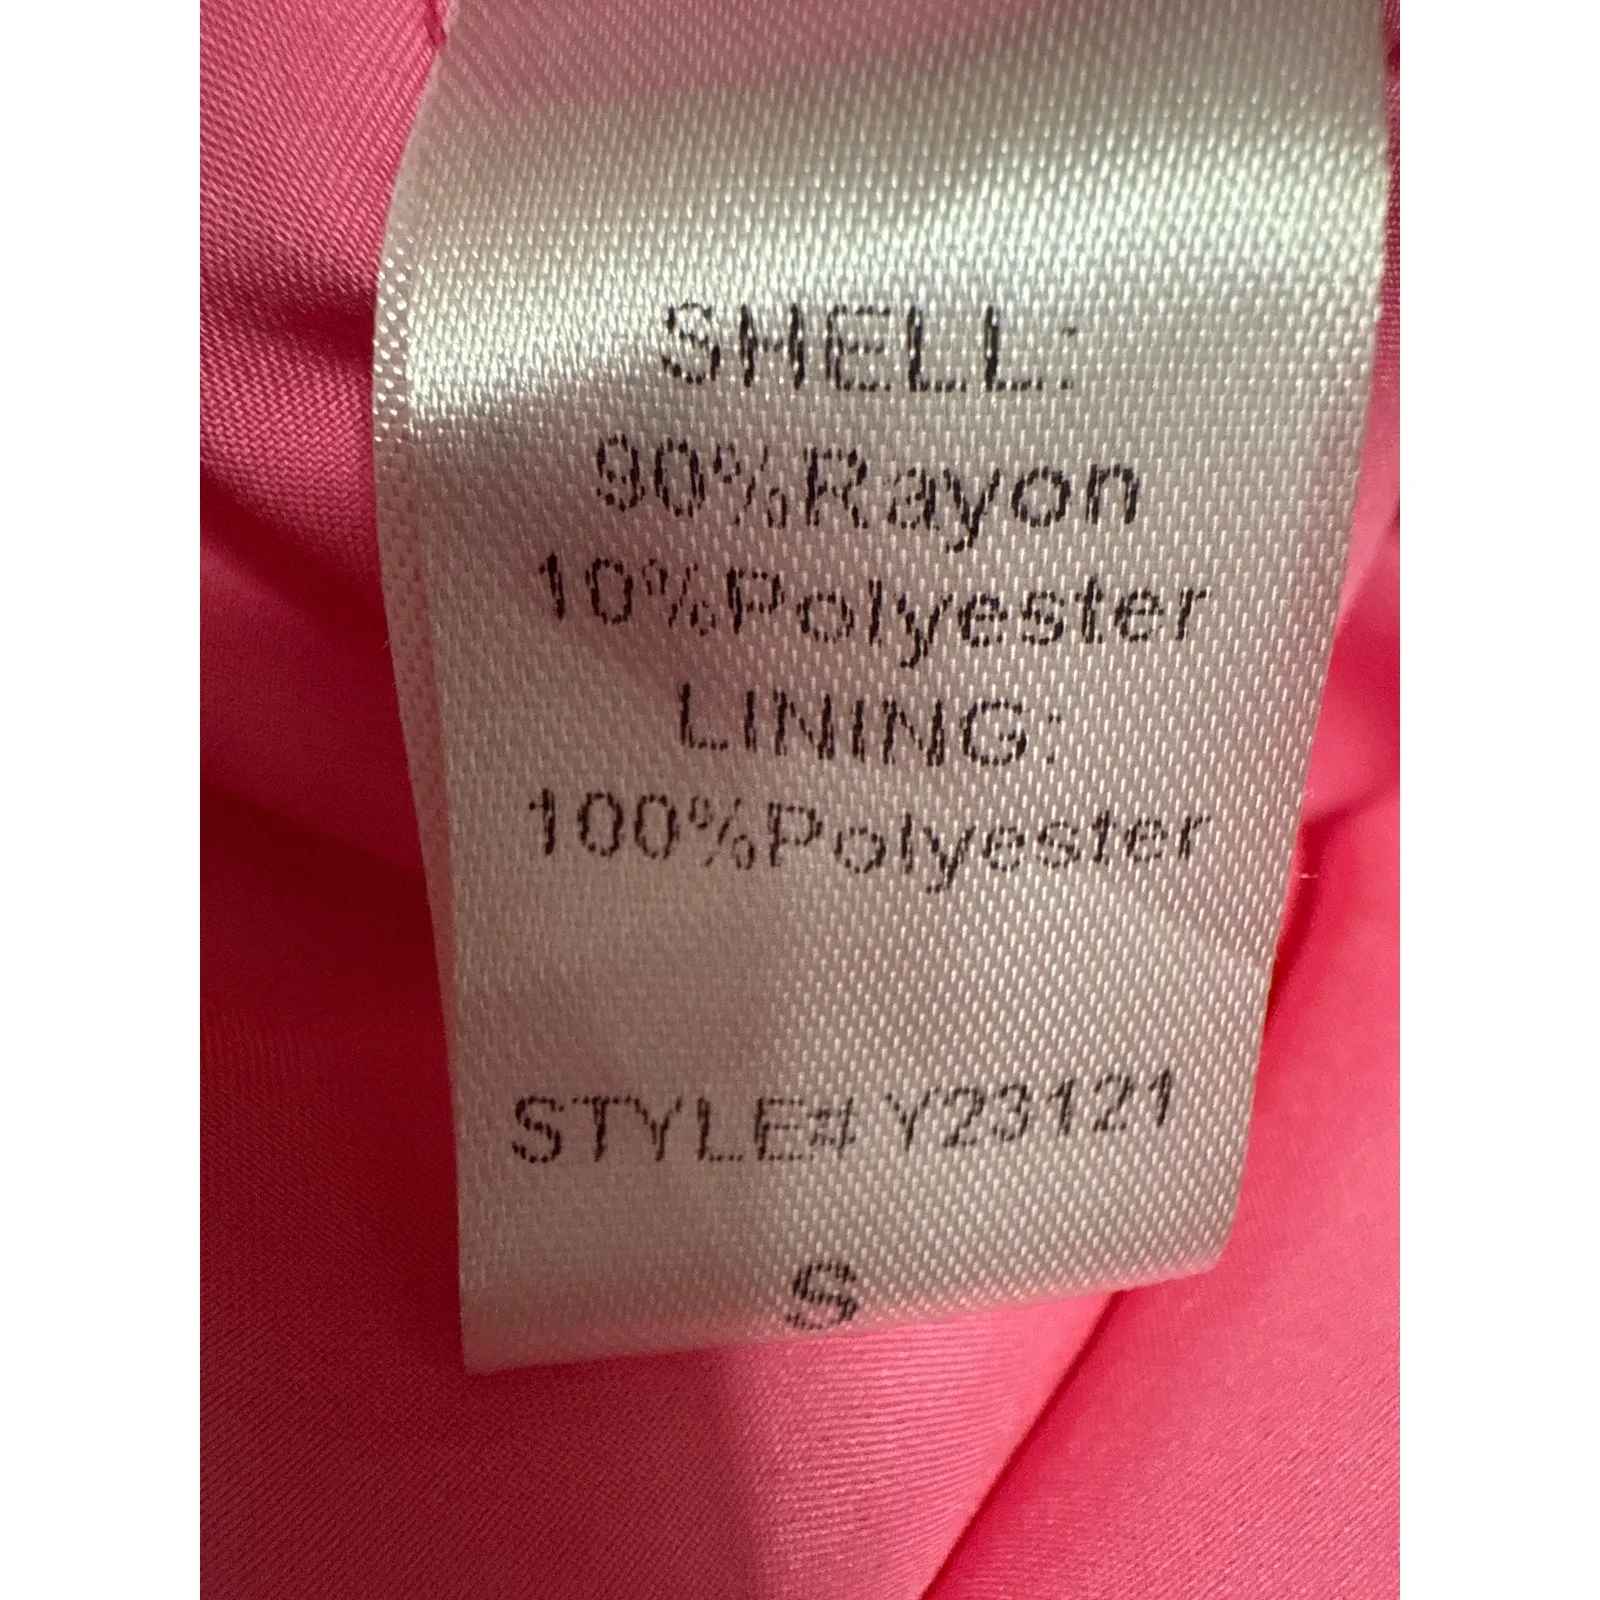 SHELL:
90%Rayon
10%Polyester
LINING:
100%Polyester
STYLE# Y23121
S